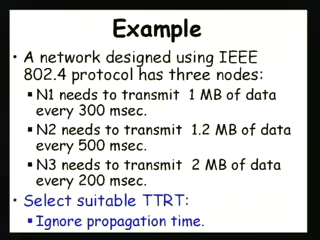 Example
• A network designed using IEEE
802.4 protocol has three nodes:
▪ N1 needs to transmit 1 MB of data
every 300 msec.
▪ N2 needs to transmit 1.2 MB of data
every 500 msec.
▪ N3 needs to transmit 2 MB of data
every 200 msec.
• Select suitable TTRT:
▪ Ignore propagation time.